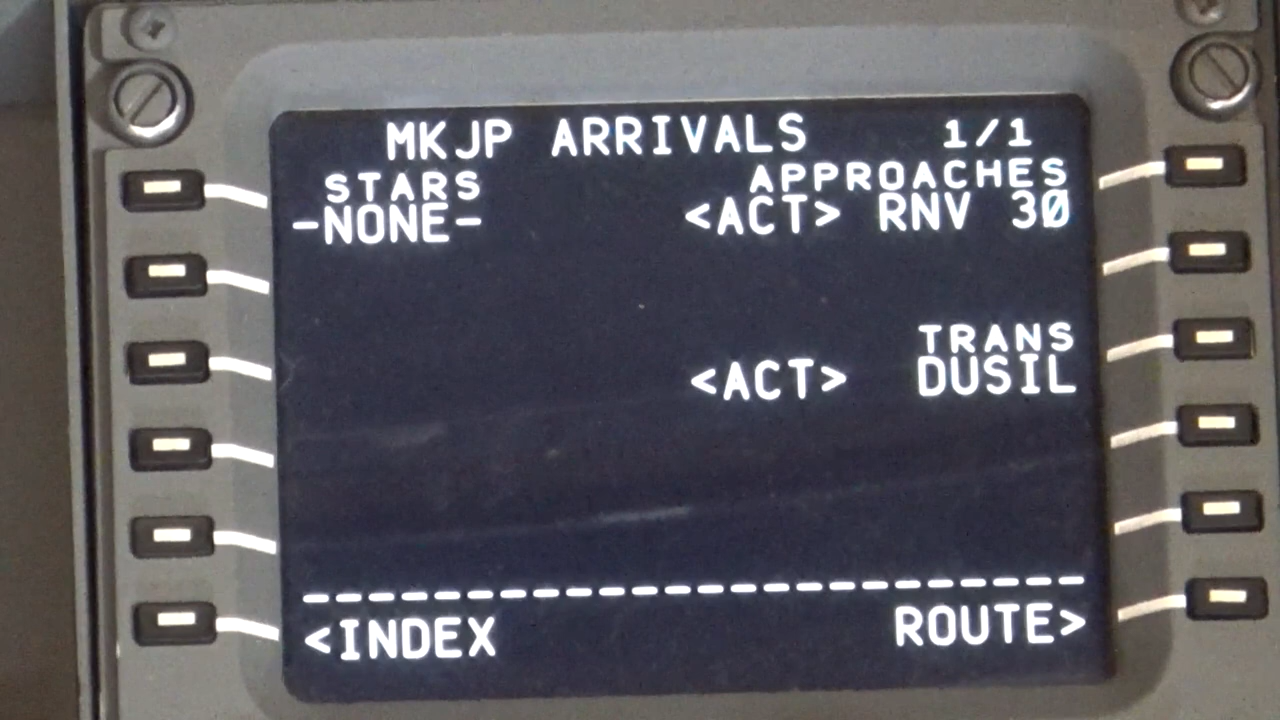 MKJP ARRIVALS 1/1
STARS APPROACHES
-NONE- <ACT> RNV 30
TRANS
<ACT> DUSIL
--------------------
<INDEX ROUTE>